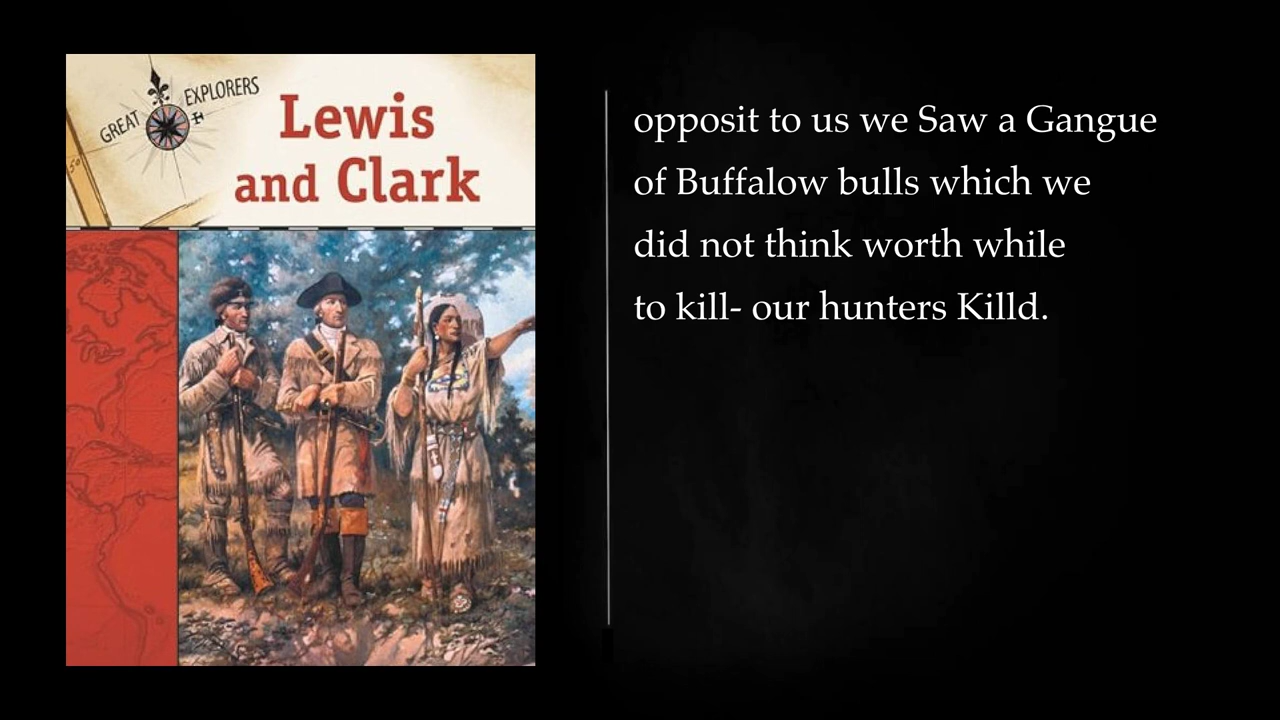 GREAT EXPLORERS
Lewis
and Clark
opposit to us we Saw a Gangue
of Buffalow bulls which we
did not think worth while
to kill- our hunters Killd.